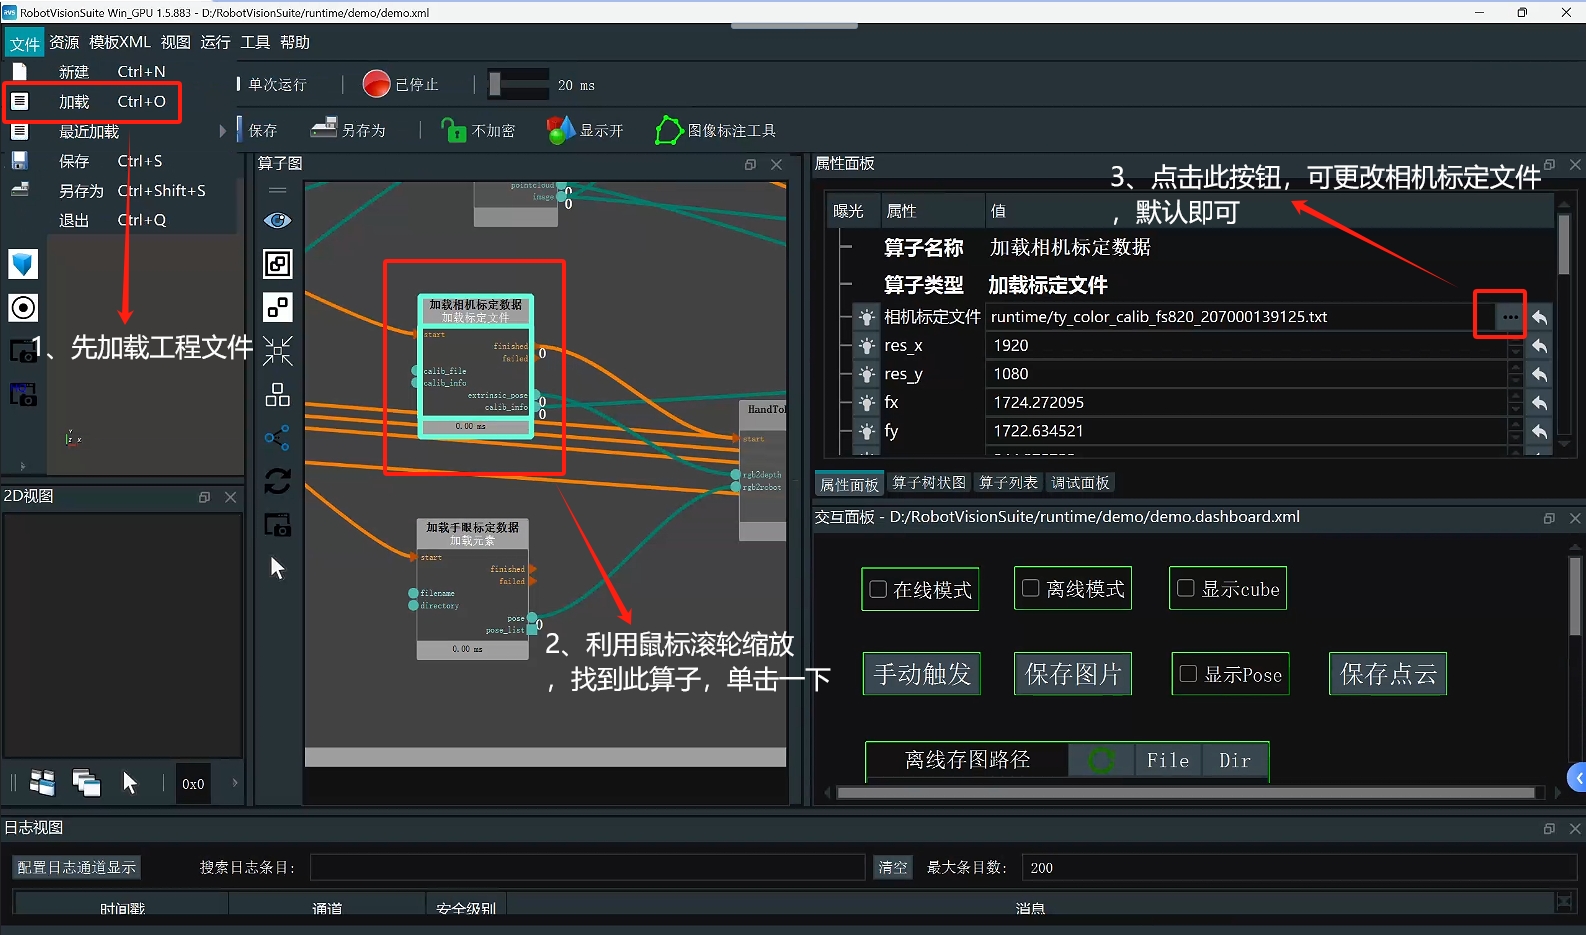 RobotVisionSuite Win_GPU 1.5.883 - D:/RobotVisionSuite/runtime/demo/demo.xml
文件 资源 模板XML 视图 运行 工具 帮助
新建 Ctrl+N
加载 Ctrl+O
最近加载
保存 Ctrl+S
另存为 Ctrl+Shift+S
退出 Ctrl+Q
单次运行 已停止 20 ms
保存 另存为 不加密 显示开 图像标注工具
1、先加载工程文件
2D视图
0x0
算子图
pointcloud 0
image 0
加载相机标定数据
加载标定文件
start
finished
failed 0
calib_file
calib_info
extrinsic_pose 0
calib_info 0
0.00 ms
start
rgb2depth
rgb2robot
加载手眼标定数据
加载元素
start
finished
failed
filename
directory
pose
pose_list 0
0.00 ms
2、利用鼠标滚轮缩放
，找到此算子，单击一下
属性面板
3、点击此按钮，可更改相机标定文件
，默认即可
曝光 属性 值
算子名称 加载相机标定数据
算子类型 加载标定文件
相机标定文件 runtime/ty_color_calib_fs820_207000139125.txt ...
res_x 1920
res_y 1080
fx 1724.272095
fy 1722.634521
属性面板 算子树状图 算子列表 调试面板
交互面板 - D:/RobotVisionSuite/runtime/demo/demo.dashboard.xml
在线模式 离线模式 显示cube
手动触发 保存图片 显示Pose 保存点云
离线存图路径 File Dir
日志视图
配置日志通道显示 搜索日志条目: 清空 最大条目数: 200
时间戳 通道 安全级别 消息